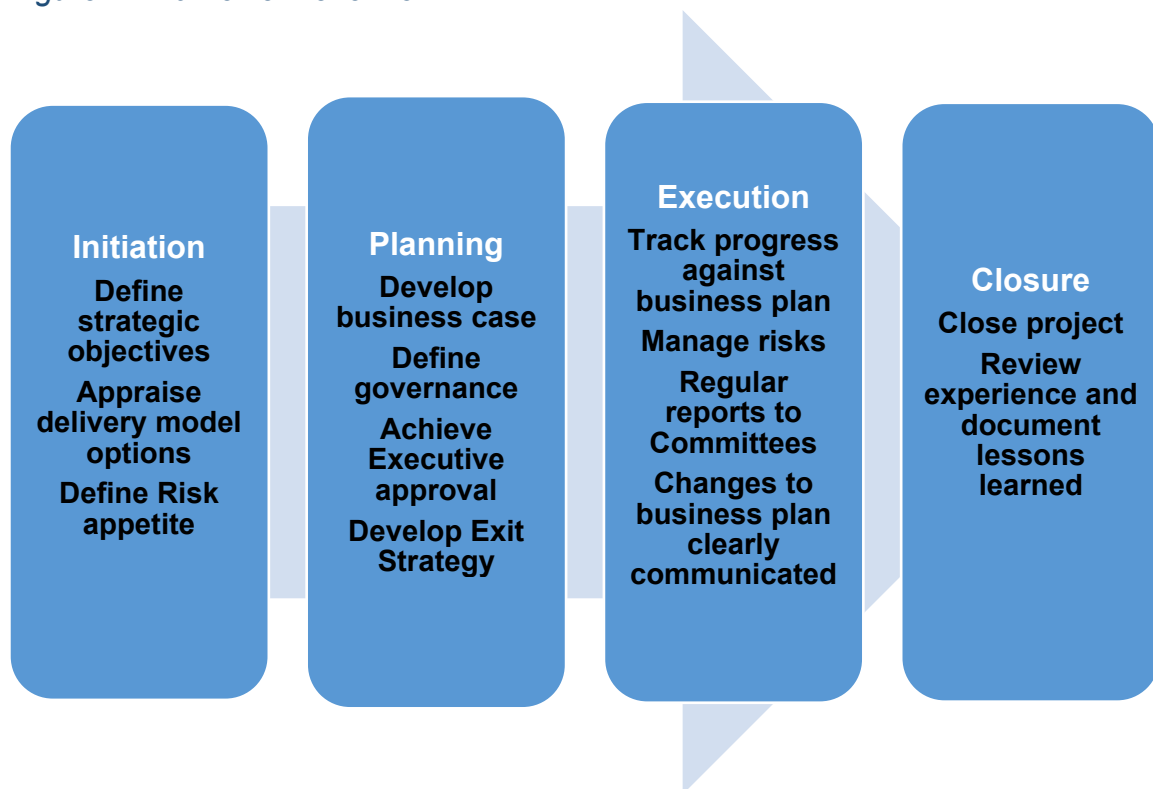 Initiation
Define
strategic
objectives
Appraise
delivery model
options
Define Risk
appetite
Planning
Develop
business case
Define
governance
Achieve
Executive
approval
Develop Exit
Strategy
Execution
Track progress
against
business plan
Manage risks
Regular
reports to
Committees
Changes to
business plan
clearly
communicated
Closure
Close project
Review
experience and
document
lessons
learned